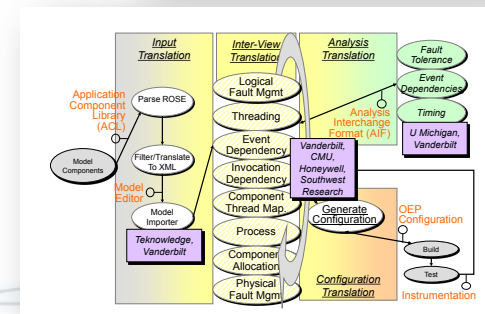 Input
Translation
Inter-View
Translation
Analysis
Translation
Fault
Tolerance
Event
Dependencies
Timing
U Michigan,
Vanderbilt
Application
Component
Library
(ACL)
Parse ROSE
Model
Components
Filter/Translate
To XML
Model
Editor
Model
Importer
Teknowledge,
Vanderbilt
Logical
Fault Mgmt
Threading
Event
Dependency
Invocation
Dependency
Component
Thread Map.
Process
Component
Allocation
Physical
Fault Mgmt
Analysis
Interchange
Format (AIF)
Vanderbilt,
CMU,
Honeywell,
Southwest
Research
Generate
Configuration
OEP
Configuration
Build
Test
Configuration
Translation
Instrumentation